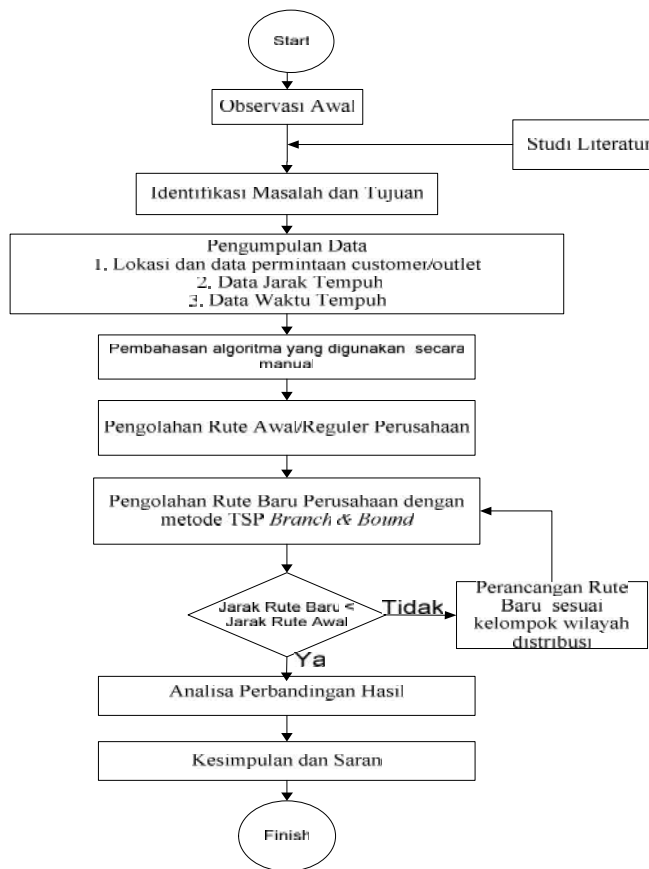 Start
Observasi Awal
Studi Literatur
Identifikasi Masalah dan Tujuan
Pengumpulan Data
1. Lokasi dan data permintaan customer/outlet
2. Data Jarak Tempuh
3. Data Waktu Tempuh
Pembahasan algoritma yang digunakan secara
manual
Pengolahan Rute Awal/Reguler Perusahaan
Pengolahan Rute Baru Perusahaan dengan
metode TSP Branch & Bound
Jarak Rute Baru <
Jarak Rute Awal
Tidak
Perancangan Rute
Baru sesuai
kelompok wilayah
distribusi
Ya
Analisa Perbandingan Hasil
Kesimpulan dan Saran
Finish